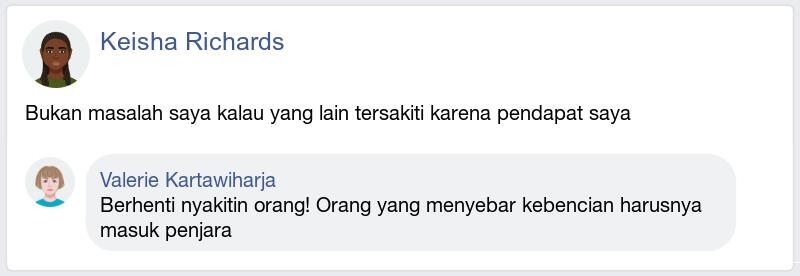 Keisha Richards
Bukan masalah saya kalau yang lain tersakiti karena pendapat saya
Valerie Kartawiharja
Berhenti nyakitin orang! Orang yang menyebar kebencian harusnya
masuk penjara